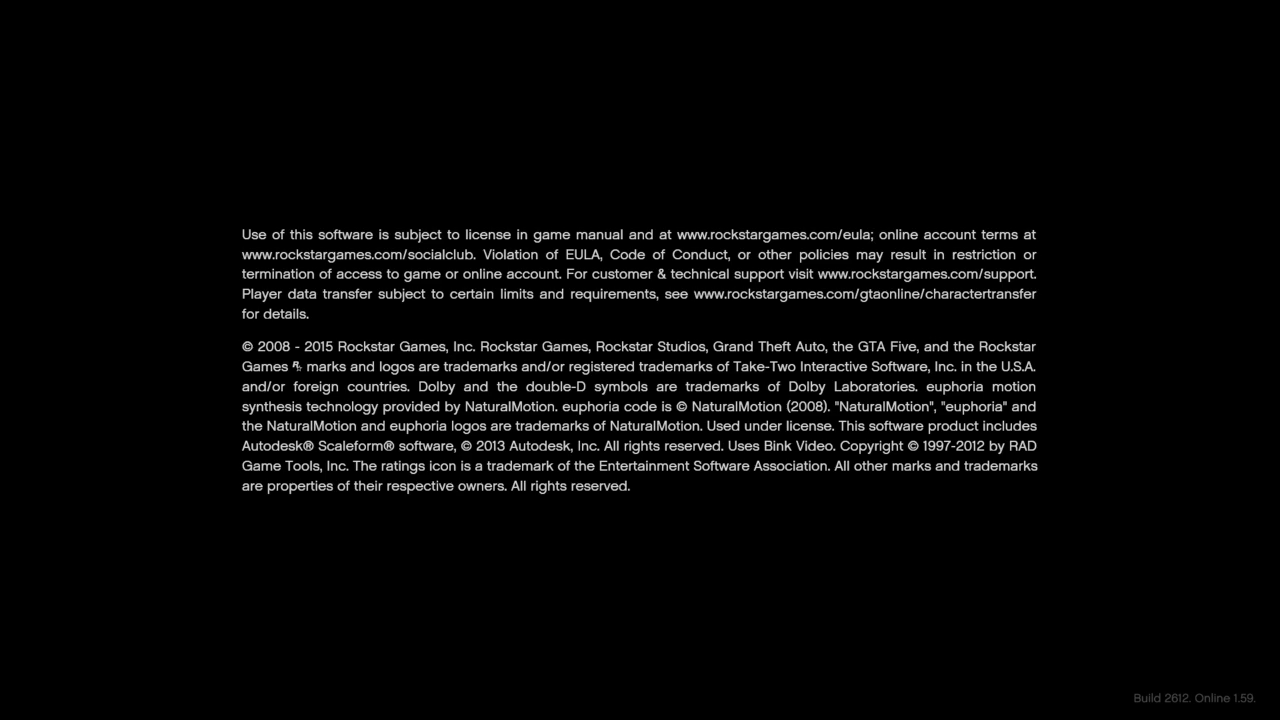 Use of this software is subject to license in game manual and at www.rockstargames.com/eula; online account terms at
www.rockstargames.com/socialclub. Violation of EULA, Code of Conduct, or other policies may result in restriction or
termination of access to game or online account. For customer & technical support visit www.rockstargames.com/support.
Player data transfer subject to certain limits and requirements, see www.rockstargames.com/gtaonline/charactertransfer
for details.
© 2008 - 2015 Rockstar Games, Inc. Rockstar Games, Rockstar Studios, Grand Theft Auto, the GTA Five, and the Rockstar
Games R* marks and logos are trademarks and/or registered trademarks of Take-Two Interactive Software, Inc. in the U.S.A.
and/or foreign countries. Dolby and the double-D symbols are trademarks of Dolby Laboratories. euphoria motion
synthesis technology provided by NaturalMotion. euphoria code is © NaturalMotion (2008). "NaturalMotion", "euphoria" and
the NaturalMotion and euphoria logos are trademarks of NaturalMotion. Used under license. This software product includes
Autodesk® Scaleform® software, © 2013 Autodesk, Inc. All rights reserved. Uses Bink Video. Copyright © 1997-2012 by RAD
Game Tools, Inc. The ratings icon is a trademark of the Entertainment Software Association. All other marks and trademarks
are properties of their respective owners. All rights reserved.
Build 2612. Online 1.59.